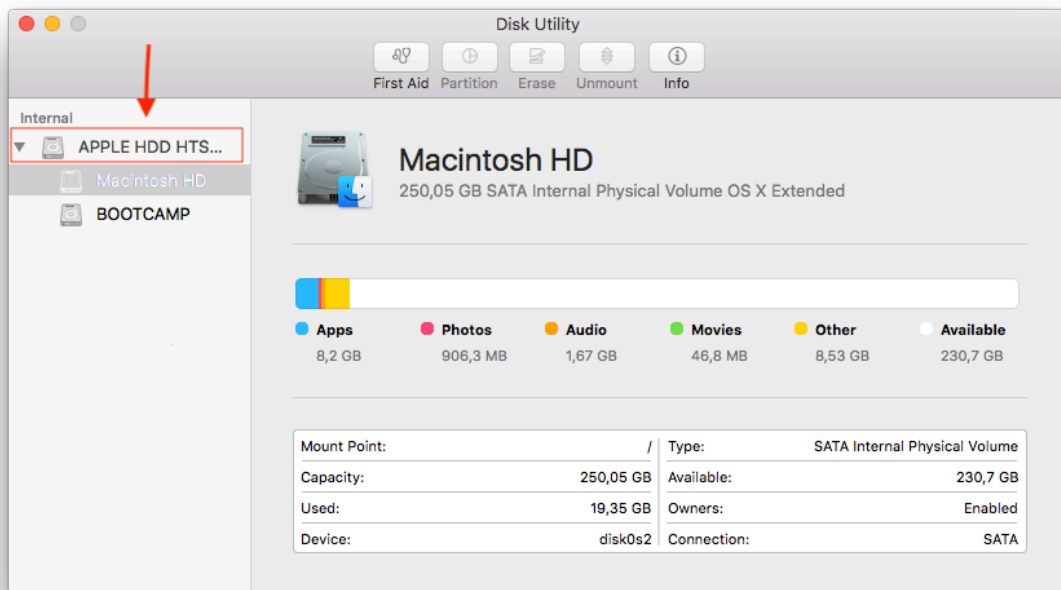 Disk Utility
First Aid Partition Erase Unmount Info
Internal
APPLE HDD HTS...
Macintosh HD
BOOTCAMP
Macintosh HD
250,05 GB SATA Internal Physical Volume OS X Extended
Apps Photos Audio Movies Other Available
8,2 GB 906,3 MB 1,67 GB 46,8 MB 8,53 GB 230,7 GB
Mount Point: / Type: SATA Internal Physical Volume
Capacity: 250,05 GB Available: 230,7 GB
Used: 19,35 GB Owners: Enabled
Device: disk0s2 Connection: SATA